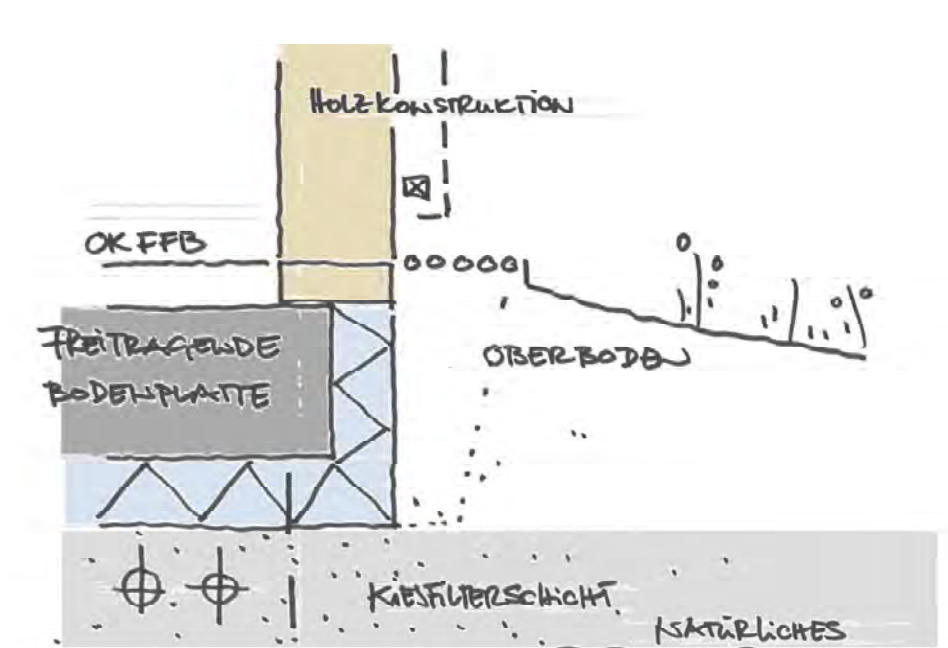 HOLZKONSTRUKTION
OKFFB
FREITRAGENDE
BODENPLATTE
OBERBODEN
KIESFILTERSCHICHT
NATÜRLICHES